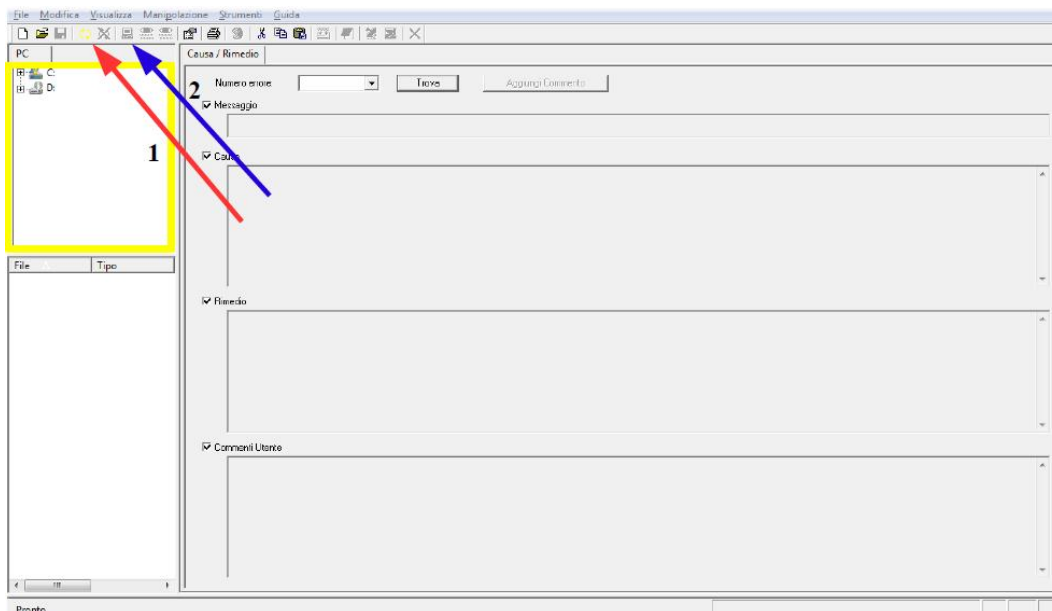 File Modifica Visualizza Manipolazione Strumenti Guida
PC
Causa / Rimedio
C:
D:
Numero errore
Trova
Aggiungi Commento
2
Messaggio
1
Causa
File Tipo
Rimedio
Commenti Utente
Pronto